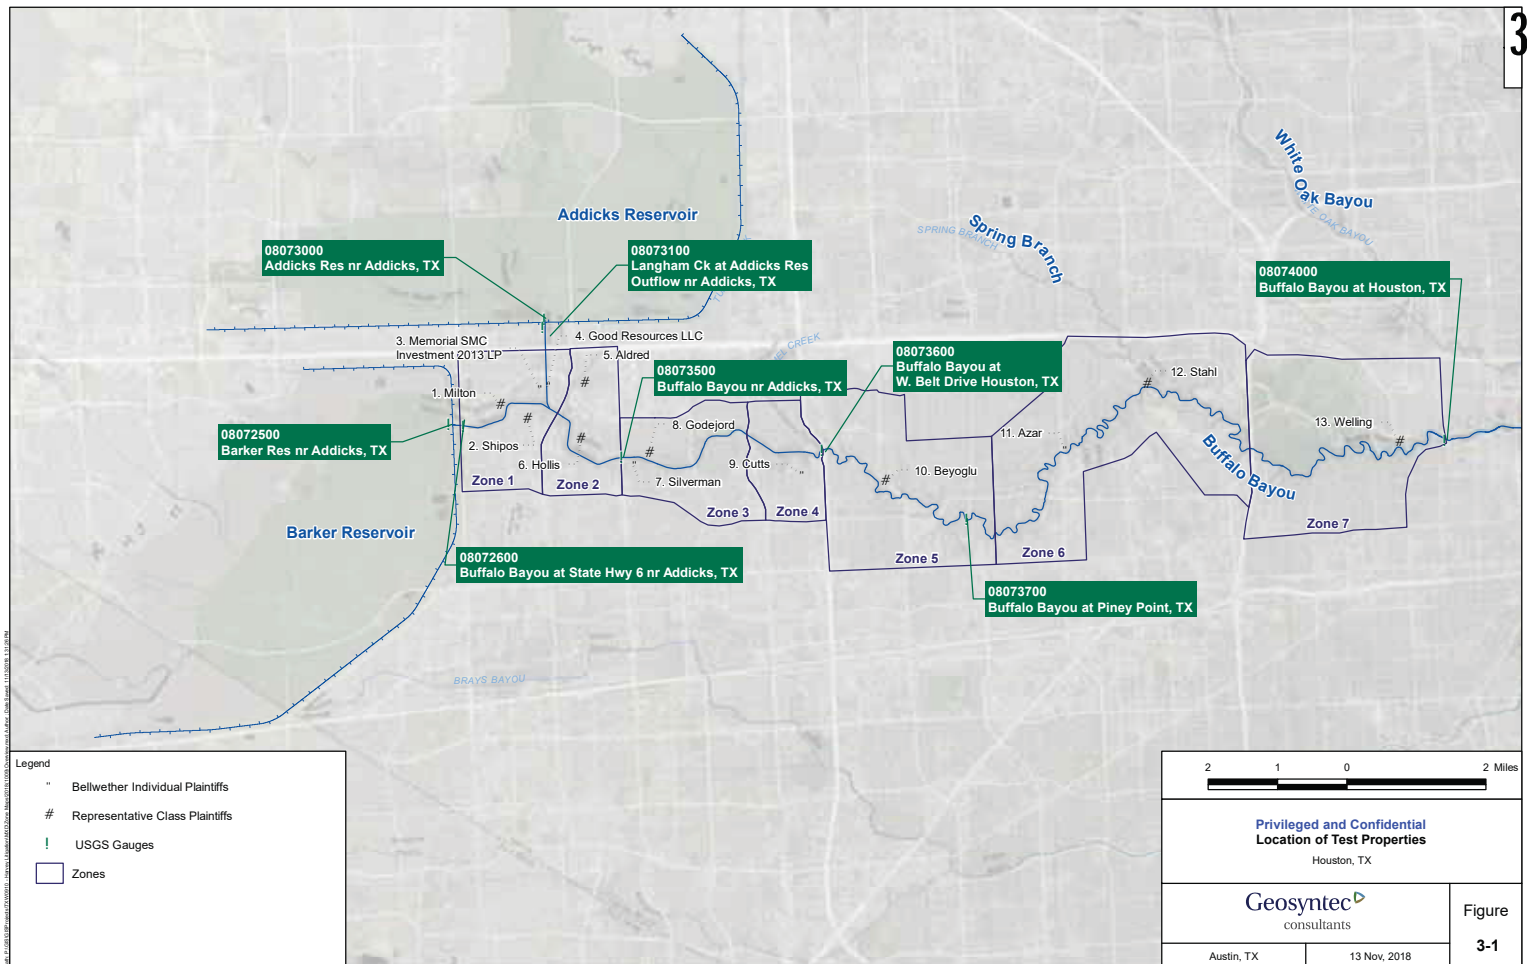 3
White Oak Bayou
WHITE OAK BAYOU
Spring Branch
SPRING BRANCH
Addicks Reservoir
08073000
Addicks Res nr Addicks, TX
08073100
Langham Ck at Addicks Res
Outflow nr Addicks, TX
08074000
Buffalo Bayou at Houston, TX
3. Memorial SMC
Investment 2013 LP
4. Good Resources LLC
5. Aldred
08073500
Buffalo Bayou nr Addicks, TX
08073600
Buffalo Bayou at
W. Belt Drive Houston, TX
12. Stahl
1. Milton
8. Godejord
13. Welling
08072500
Barker Res nr Addicks, TX
2. Shipos
11. Azar
6. Hollis
9. Cutts
10. Beyoglu
7. Silverman
Buffalo Bayou
Zone 1
Zone 2
Zone 3
Zone 4
Zone 5
Zone 6
Zone 7
Barker Reservoir
08072600
Buffalo Bayou at State Hwy 6 nr Addicks, TX
08073700
Buffalo Bayou at Piney Point, TX
BRAYS BAYOU
Legend
" Bellwether Individual Plaintiffs
# Representative Class Plaintiffs
! USGS Gauges
Zones
2 1 0 2 Miles
Privileged and Confidential
Location of Test Properties
Houston, TX
Geosyntec
consultants
Figure
3-1
Austin, TX
13 Nov, 2018